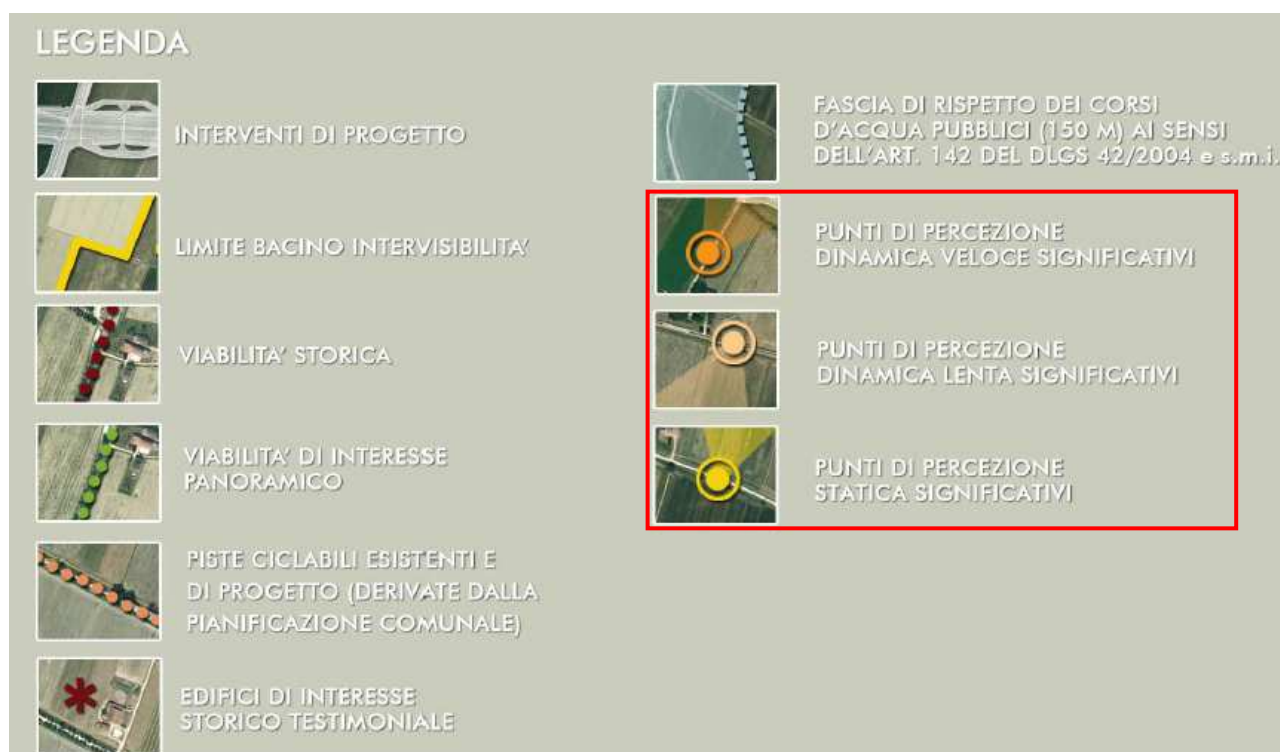 LEGENDA
INTERVENTI DI PROGETTO
LIMITE BACINO INTERVISIBILITA'
VIABILITA' STORICA
VIABILITA' DI INTERESSE
PANORAMICO
PISTE CICLABILI ESISTENTI E
DI PROGETTO (DERIVATE DALLA
PIANIFICAZIONE COMUNALE)
EDIFICI DI INTERESSE
STORICO TESTIMONIALE
FASCIA DI RISPETTO DEI CORSI
D'ACQUA PUBBLICI (150 M) AI SENSI
DELL'ART. 142 DEL DLGS 42/2004 e s.m.i.
PUNTI DI PERCEZIONE
DINAMICA VELOCE SIGNIFICATIVI
PUNTI DI PERCEZIONE
DINAMICA LENTA SIGNIFICATIVI
PUNTI DI PERCEZIONE
STATICA SIGNIFICATIVI